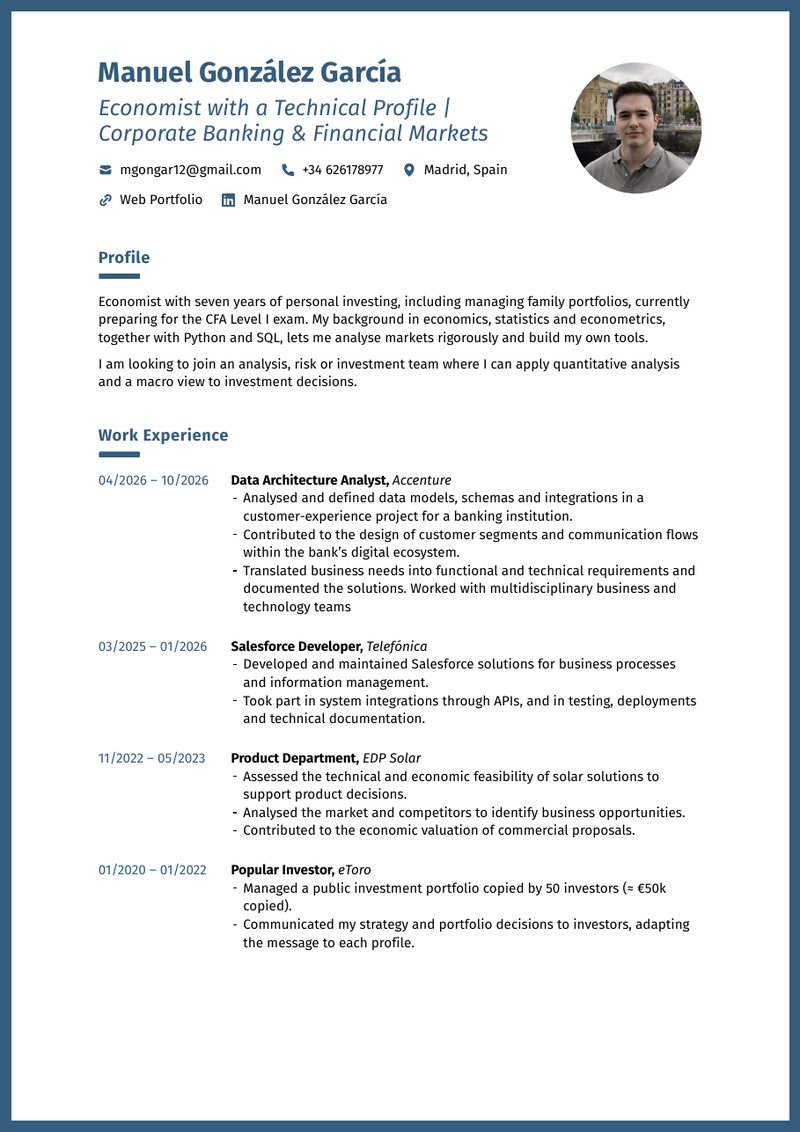 Manuel González García
Economist with a Technical Profile |
Corporate Banking & Financial Markets
mgongar12@gmail.com +34 626178977 Madrid, Spain
Web Portfolio Manuel González García
Profile
Economist with seven years of personal investing, including managing family portfolios, currently
preparing for the CFA Level I exam. My background in economics, statistics and econometrics,
together with Python and SQL, lets me analyse markets rigorously and build my own tools.
I am looking to join an analysis, risk or investment team where I can apply quantitative analysis
and a macro view to investment decisions.
Work Experience
04/2026 – 10/2026 Data Architecture Analyst, Accenture
- Analysed and defined data models, schemas and integrations in a
customer-experience project for a banking institution.
- Contributed to the design of customer segments and communication flows
within the bank’s digital ecosystem.
- Translated business needs into functional and technical requirements and
documented the solutions. Worked with multidisciplinary business and
technology teams
03/2025 – 01/2026 Salesforce Developer, Telefónica
- Developed and maintained Salesforce solutions for business processes
and information management.
- Took part in system integrations through APIs, and in testing, deployments
and technical documentation.
11/2022 – 05/2023 Product Department, EDP Solar
- Assessed the technical and economic feasibility of solar solutions to
support product decisions.
- Analysed the market and competitors to identify business opportunities.
- Contributed to the economic valuation of commercial proposals.
01/2020 – 01/2022 Popular Investor, eToro
- Managed a public investment portfolio copied by 50 investors (≈ €50k
copied).
- Communicated my strategy and portfolio decisions to investors, adapting
the message to each profile.